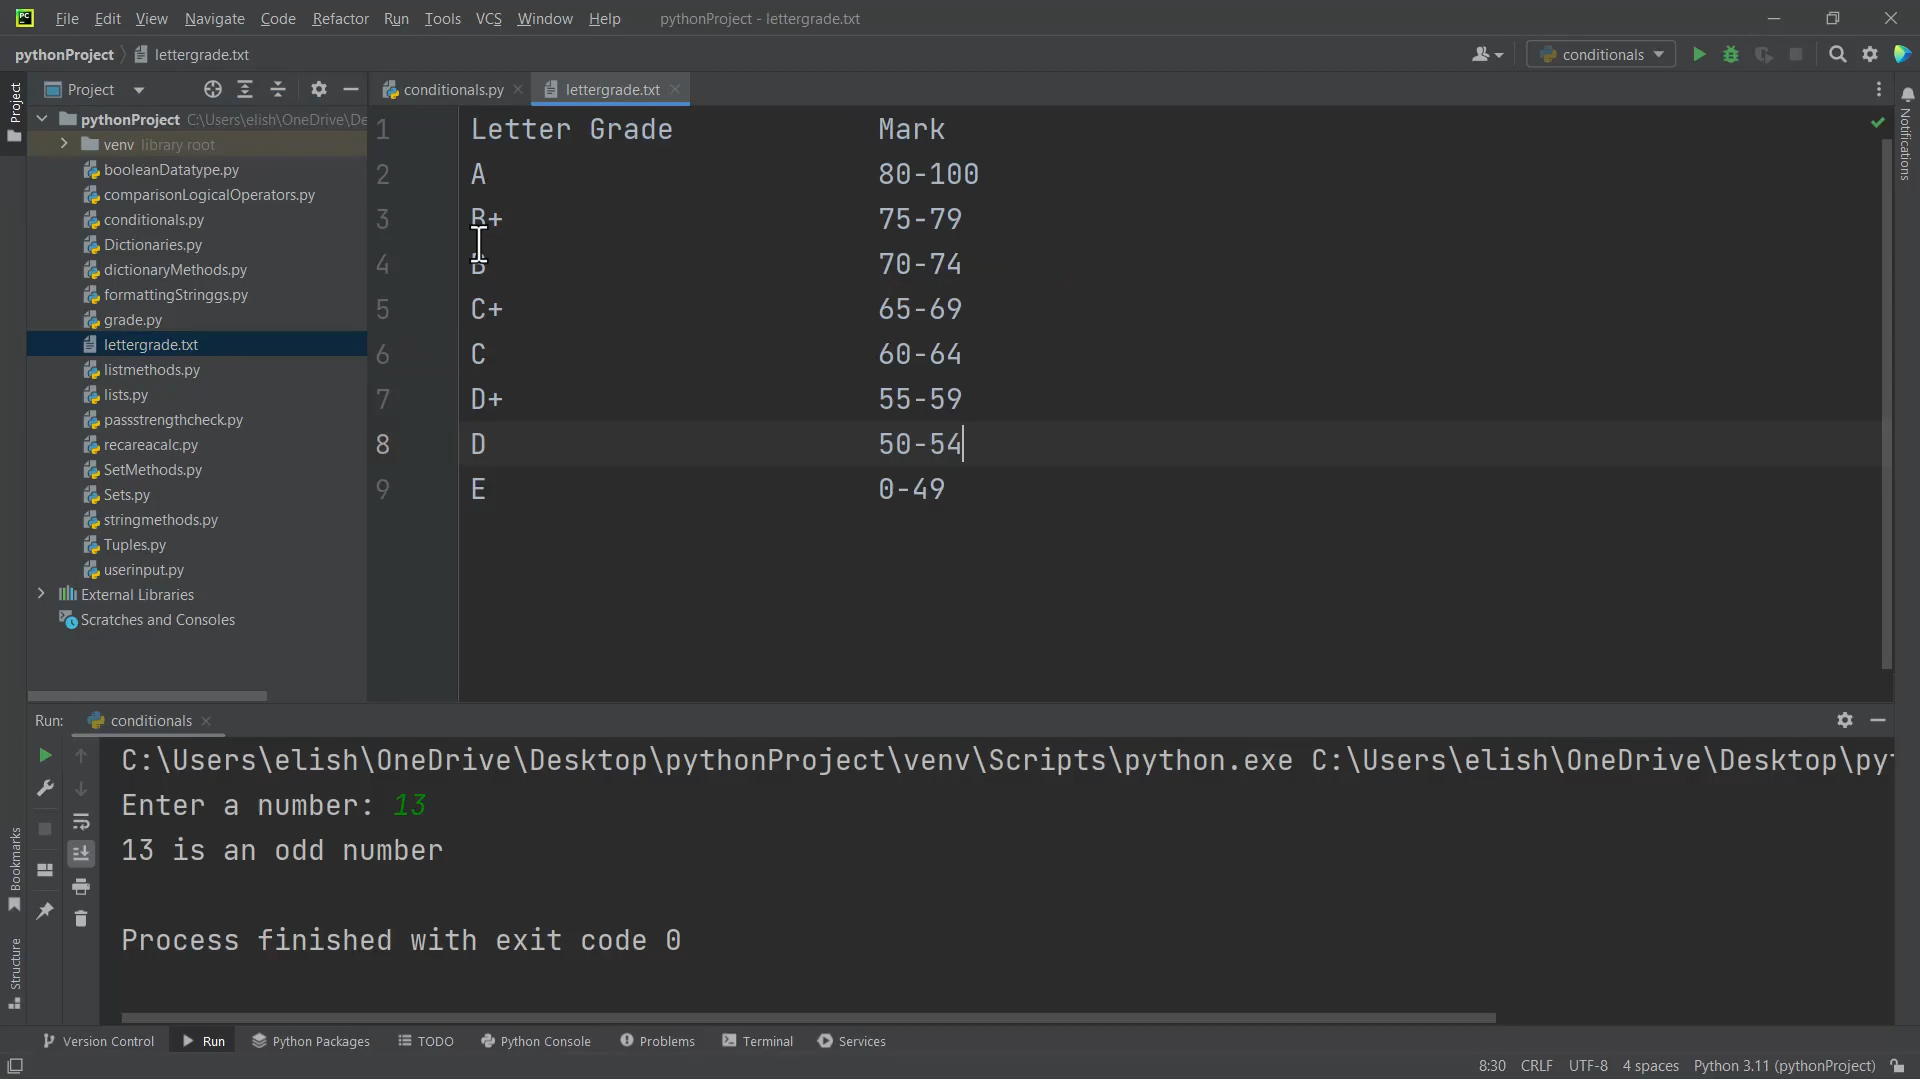 PC File Edit View Navigate Code Refactor Run Tools VCS Window Help pythonProject - lettergrade.txt
pythonProject lettergrade.txt conditionals
Project conditionals.py lettergrade.txt
Project
Notifications
pythonProject C:\Users\elish\OneDrive\De
venv library root
booleanDatatype.py
comparisonLogicalOperators.py
conditionals.py
Dictionaries.py
dictionaryMethods.py
formattingStringgs.py
grade.py
lettergrade.txt
listmethods.py
lists.py
passstrengthcheck.py
recareacalc.py
SetMethods.py
Sets.py
stringmethods.py
Tuples.py
userinput.py
External Libraries
Scratches and Consoles
1 Letter Grade Mark
2 A 80-100
3 B+ 75-79
4 B 70-74
5 C+ 65-69
6 C 60-64
7 D+ 55-59
8 D 50-54
9 E 0-49
Run: conditionals
C:\Users\elish\OneDrive\Desktop\pythonProject\venv\Scripts\python.exe C:\Users\elish\OneDrive\Desktop\py
Enter a number: 13
13 is an odd number
Process finished with exit code 0
Bookmarks
Structure
Version Control Run Python Packages TODO Python Console Problems Terminal Services
8:30 CRLF UTF-8 4 spaces Python 3.11 (pythonProject)